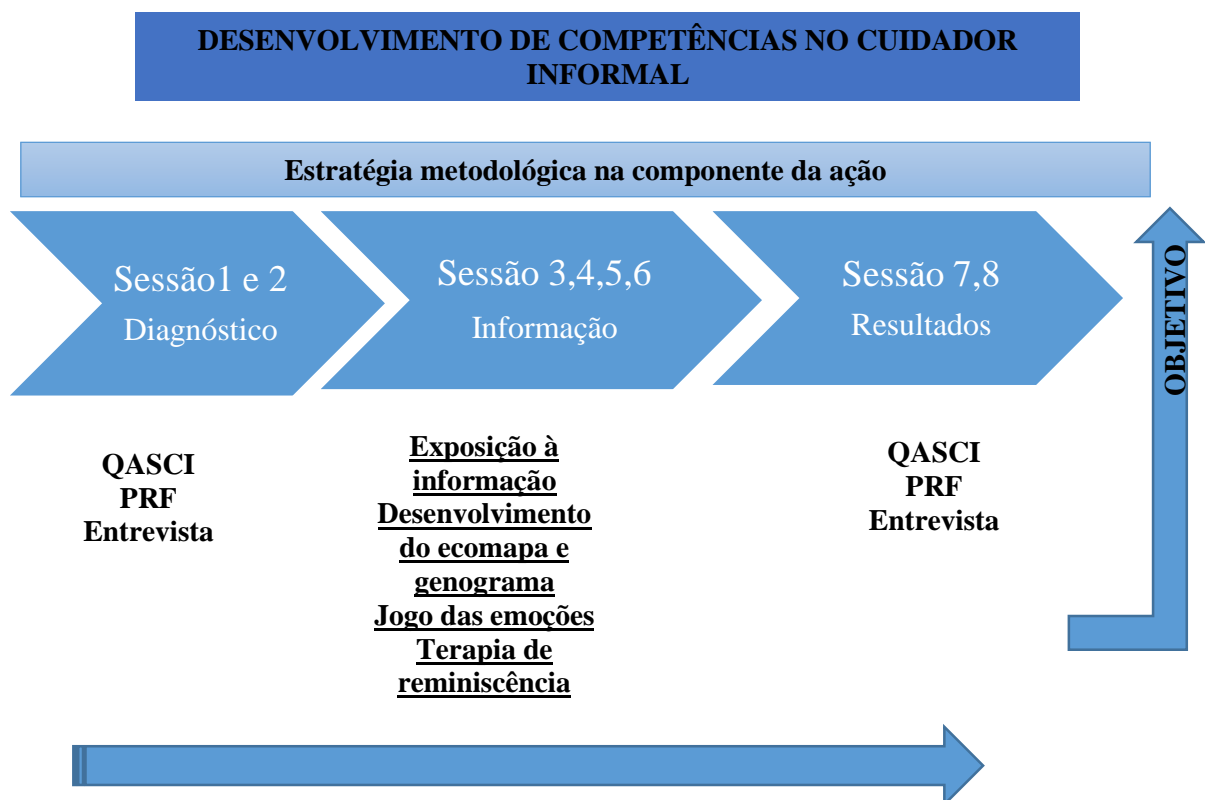 DESENVOLVIMENTO DE COMPETÊNCIAS NO CUIDADOR
INFORMAL
Estratégia metodológica na componente da ação
Sessão1 e 2
Diagnóstico
Sessão 3,4,5,6
Informação
Sessão 7,8
Resultados
OBJETIVO
QASCI
PRF
Entrevista
Exposição à
informação
Desenvolvimento
do ecomapa e
genograma
Jogo das emoções
Terapia de
reminiscência
QASCI
PRF
Entrevista